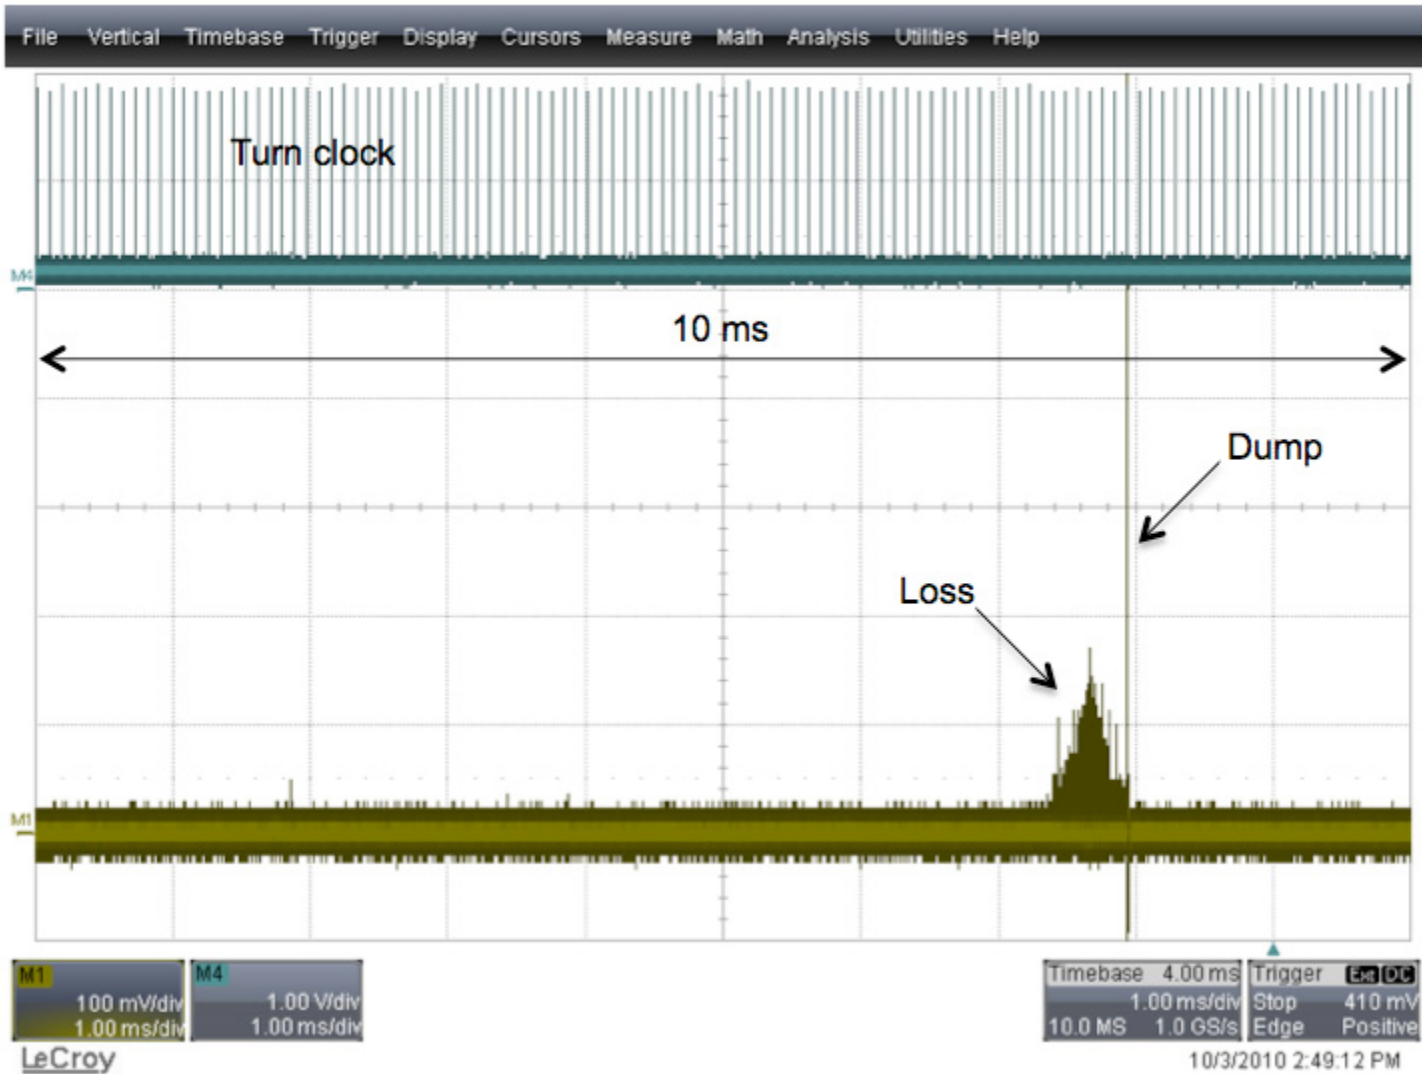 File Vertical Timebase Trigger Display Cursors Measure Math Analysis Utilities Help
Turn clock
M4
10 ms
Dump
Loss
M1
M1
100 mV/div
1.00 ms/div
M4
1.00 V/div
1.00 ms/div
Timebase 4.00 ms
1.00 ms/div
10.0 MS 1.0 GS/s
Trigger Ext DC
Stop 410 mV
Edge Positive
LeCroy
10/3/2010 2:49:12 PM